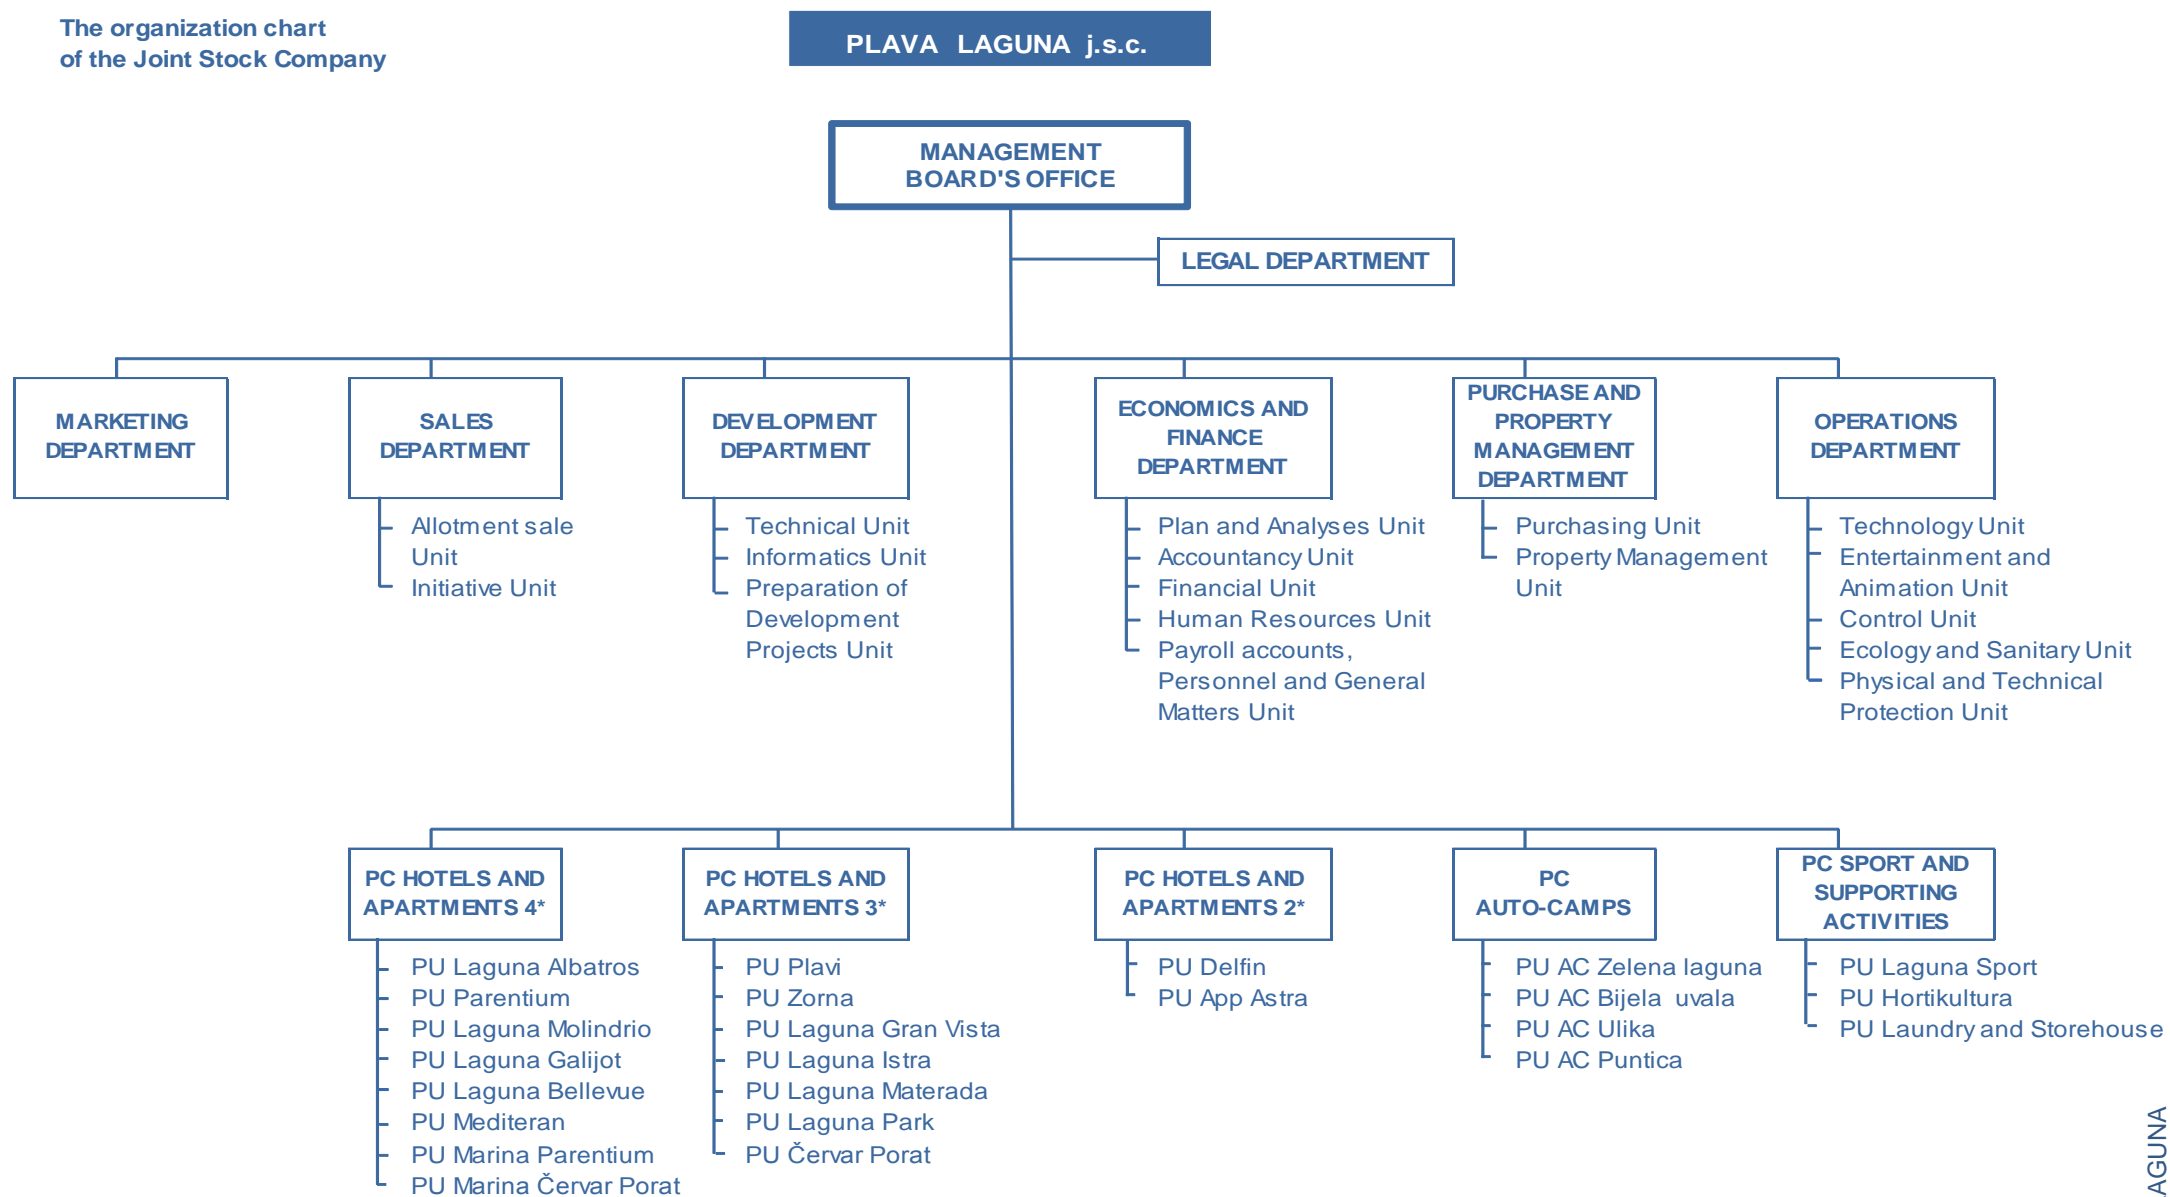 The organization chart
of the Joint Stock Company
PLAVA LAGUNA j.s.c.
MANAGEMENT
BOARD'S OFFICE
LEGAL DEPARTMENT
MARKETING
DEPARTMENT
SALES
DEPARTMENT
DEVELOPMENT
DEPARTMENT
ECONOMICS AND
FINANCE
DEPARTMENT
PURCHASE AND
PROPERTY
MANAGEMENT
DEPARTMENT
OPERATIONS
DEPARTMENT
Allotment sale
Unit
Initiative Unit
Technical Unit
Informatics Unit
Preparation of
Development
Projects Unit
Plan and Analyses Unit
Accountancy Unit
Financial Unit
Human Resources Unit
Payroll accounts,
Personnel and General
Matters Unit
Purchasing Unit
Property Management
Unit
Technology Unit
Entertainment and
Animation Unit
Control Unit
Ecology and Sanitary Unit
Physical and Technical
Protection Unit
PC HOTELS AND
APARTMENTS 4*
PC HOTELS AND
APARTMENTS 3*
PC HOTELS AND
APARTMENTS 2*
PC
AUTO-CAMPS
PC SPORT AND
SUPPORTING
ACTIVITIES
PU Laguna Albatros
PU Parentium
PU Laguna Molindrio
PU Laguna Galijot
PU Laguna Bellevue
PU Mediteran
PU Marina Parentium
PU Marina Červar Porat
PU Plavi
PU Zorna
PU Laguna Gran Vista
PU Laguna Istra
PU Laguna Materada
PU Laguna Park
PU Červar Porat
PU Delfin
PU App Astra
PU AC Zelena laguna
PU AC Bijela uvala
PU AC Ulika
PU AC Puntica
PU Laguna Sport
PU Hortikultura
PU Laundry and Storehouse
AGUNA